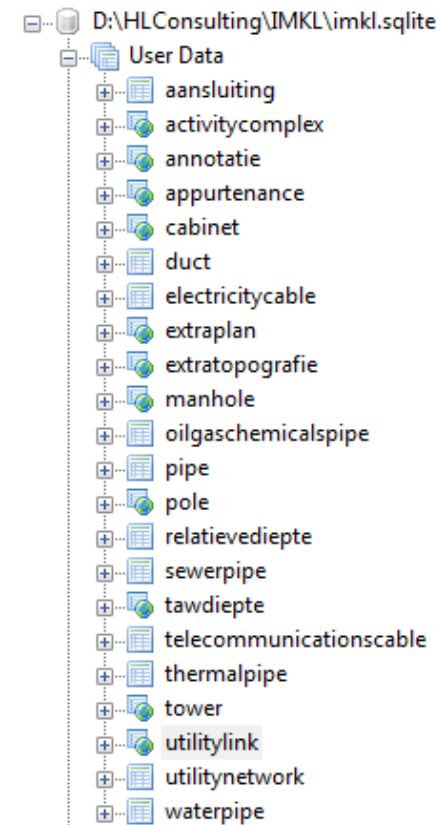 D:\HLConsulting\IMKL\imkl.sqlite
User Data
aansluiting
activitycomplex
annotatie
appurtenance
cabinet
duct
electricitycable
extraplan
extratopografie
manhole
oilgaschemicalspipe
pipe
pole
relatievediepte
sewerpipe
tawdiepte
telecommunicationscable
thermalpipe
tower
utilitylink
utilitynetwork
waterpipe